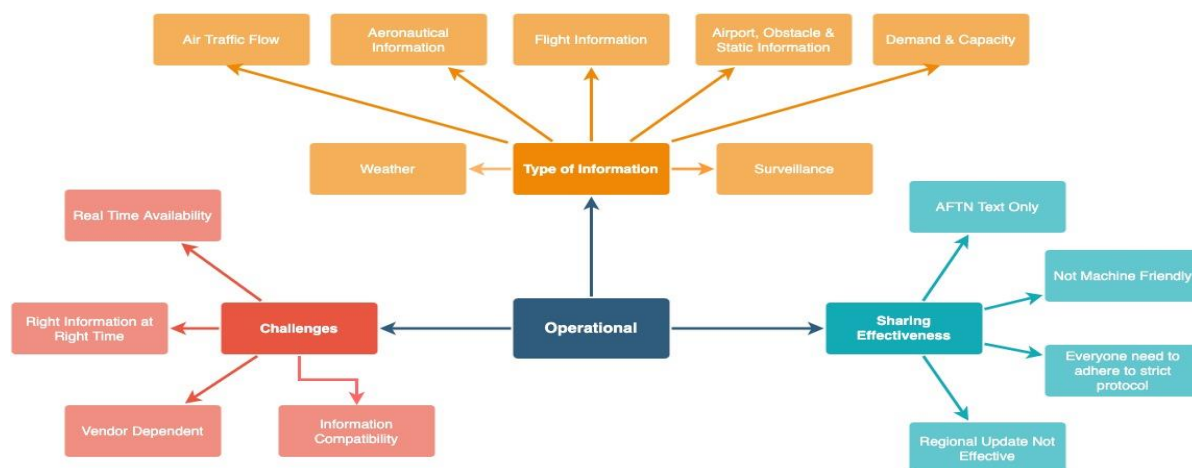 Air Traffic Flow
Aeronautical
Information
Flight Information
Airport, Obstacle &
Static Information
Demand & Capacity
Weather
Type of Information
Surveillance
Real Time Availability
AFTN Text Only
Not Machine Friendly
Right Information at
Right Time
Challenges
Operational
Sharing
Effectiveness
Everyone need to
adhere to strict
protocol
Vendor Dependent
Information
Compatibility
Regional Update Not
Effective